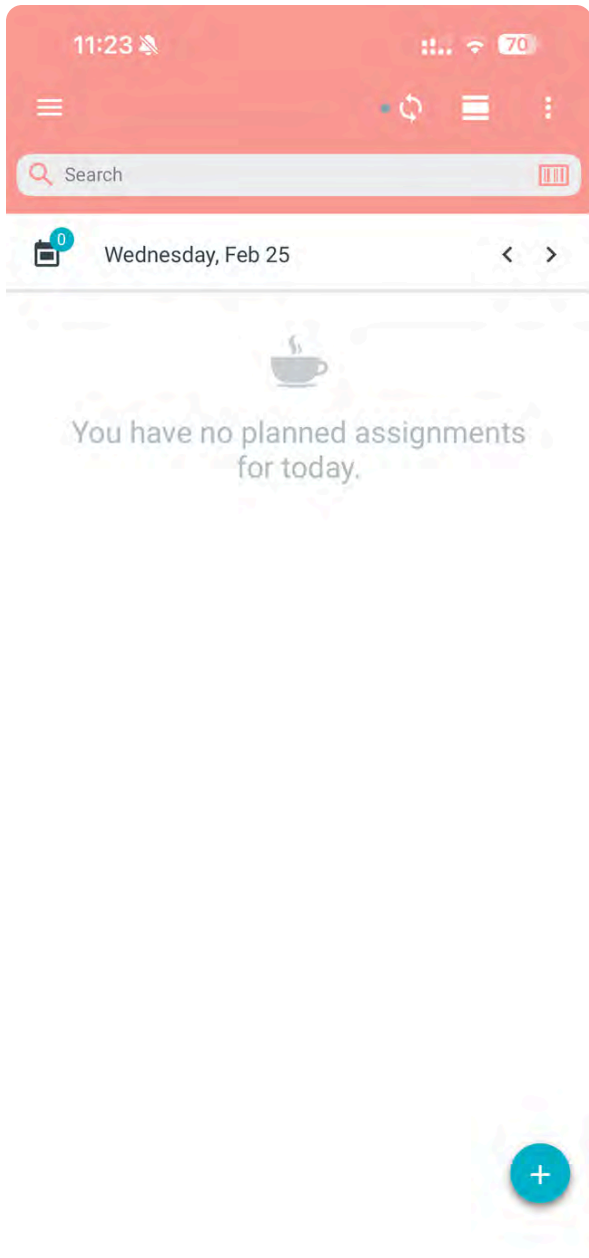 11:23
70
Search
0
Wednesday, Feb 25
You have no planned assignments
for today.